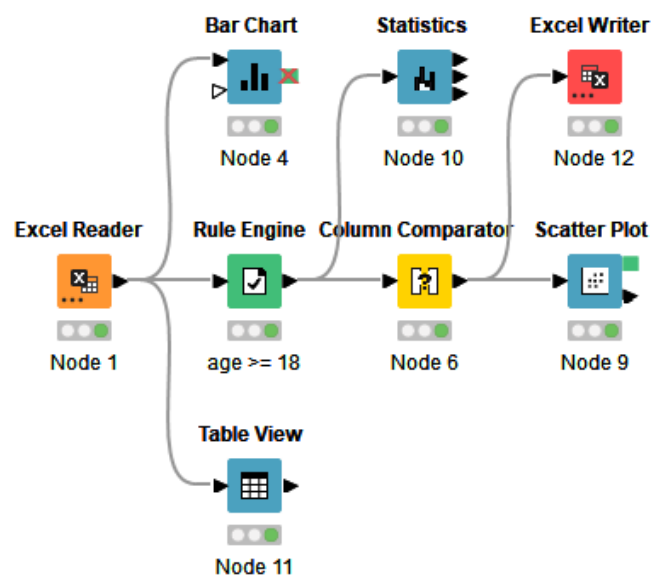 Bar Chart
Statistics
Excel Writer
Node 4
Node 10
Node 12
Excel Reader
Rule Engine
Column Comparator
Scatter Plot
Node 1
age >= 18
Node 6
Node 9
Table View
Node 11